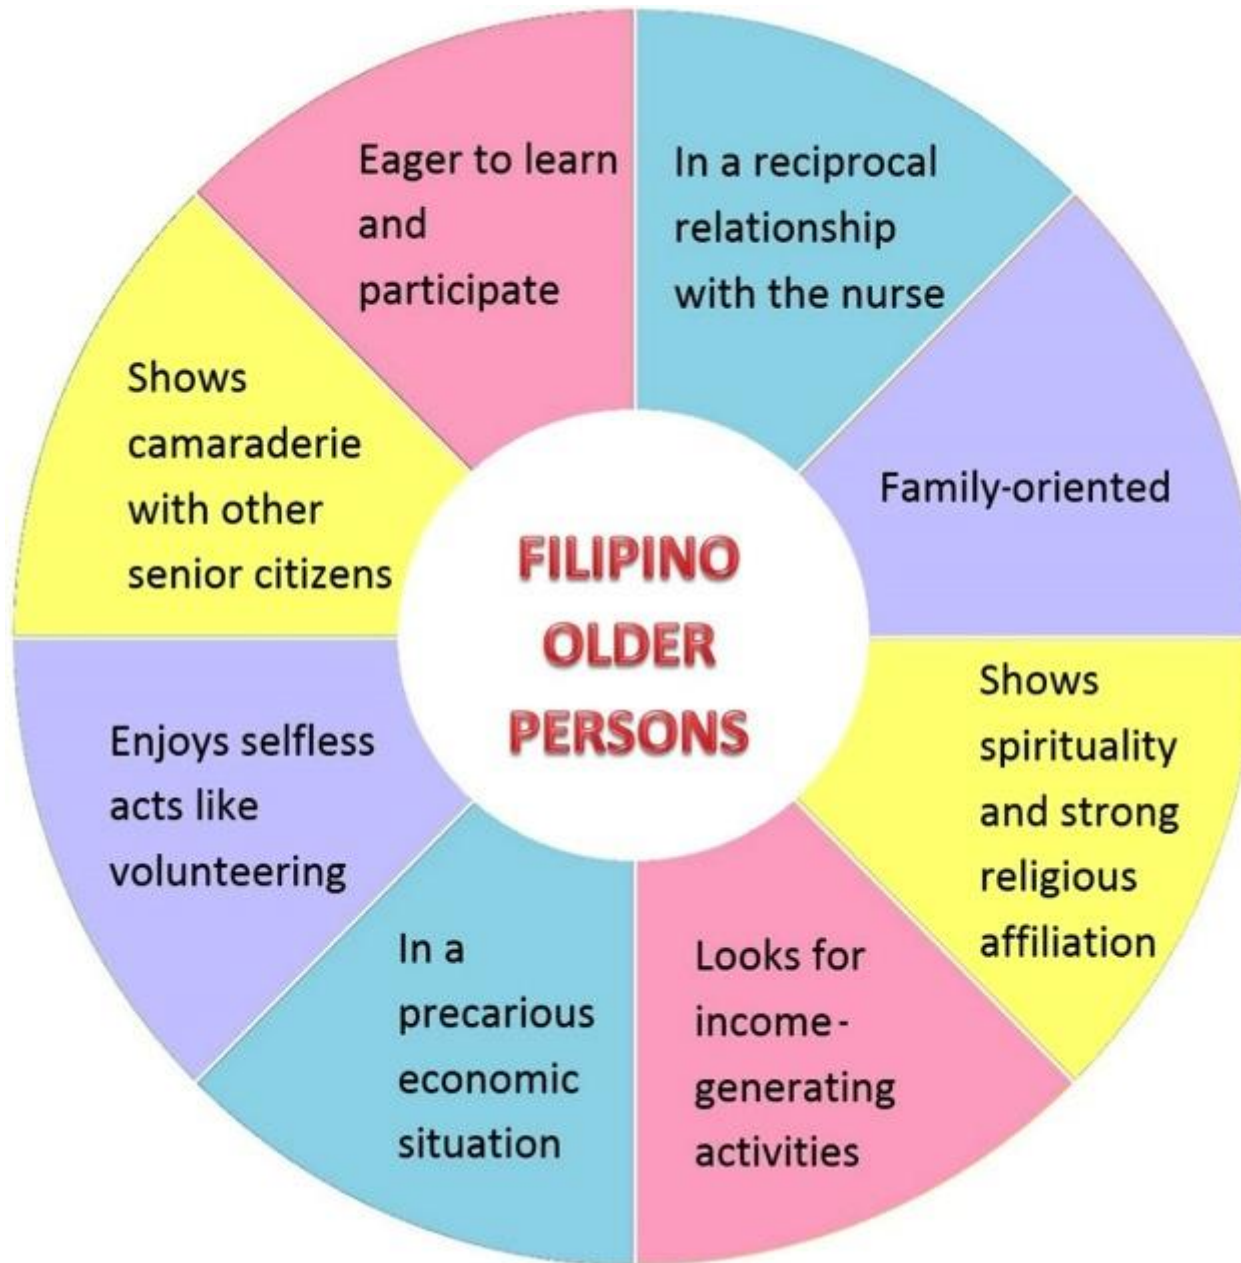 Eager to learn
and
participate
In a reciprocal
relationship
with the nurse
Family-oriented
Shows
spirituality
and strong
religious
affiliation
Looks for
income-
generating
activities
In a
precarious
economic
situation
Enjoys selfless
acts like
volunteering
Shows
camaraderie
with other
senior citizens
FILIPINO
OLDER
PERSONS